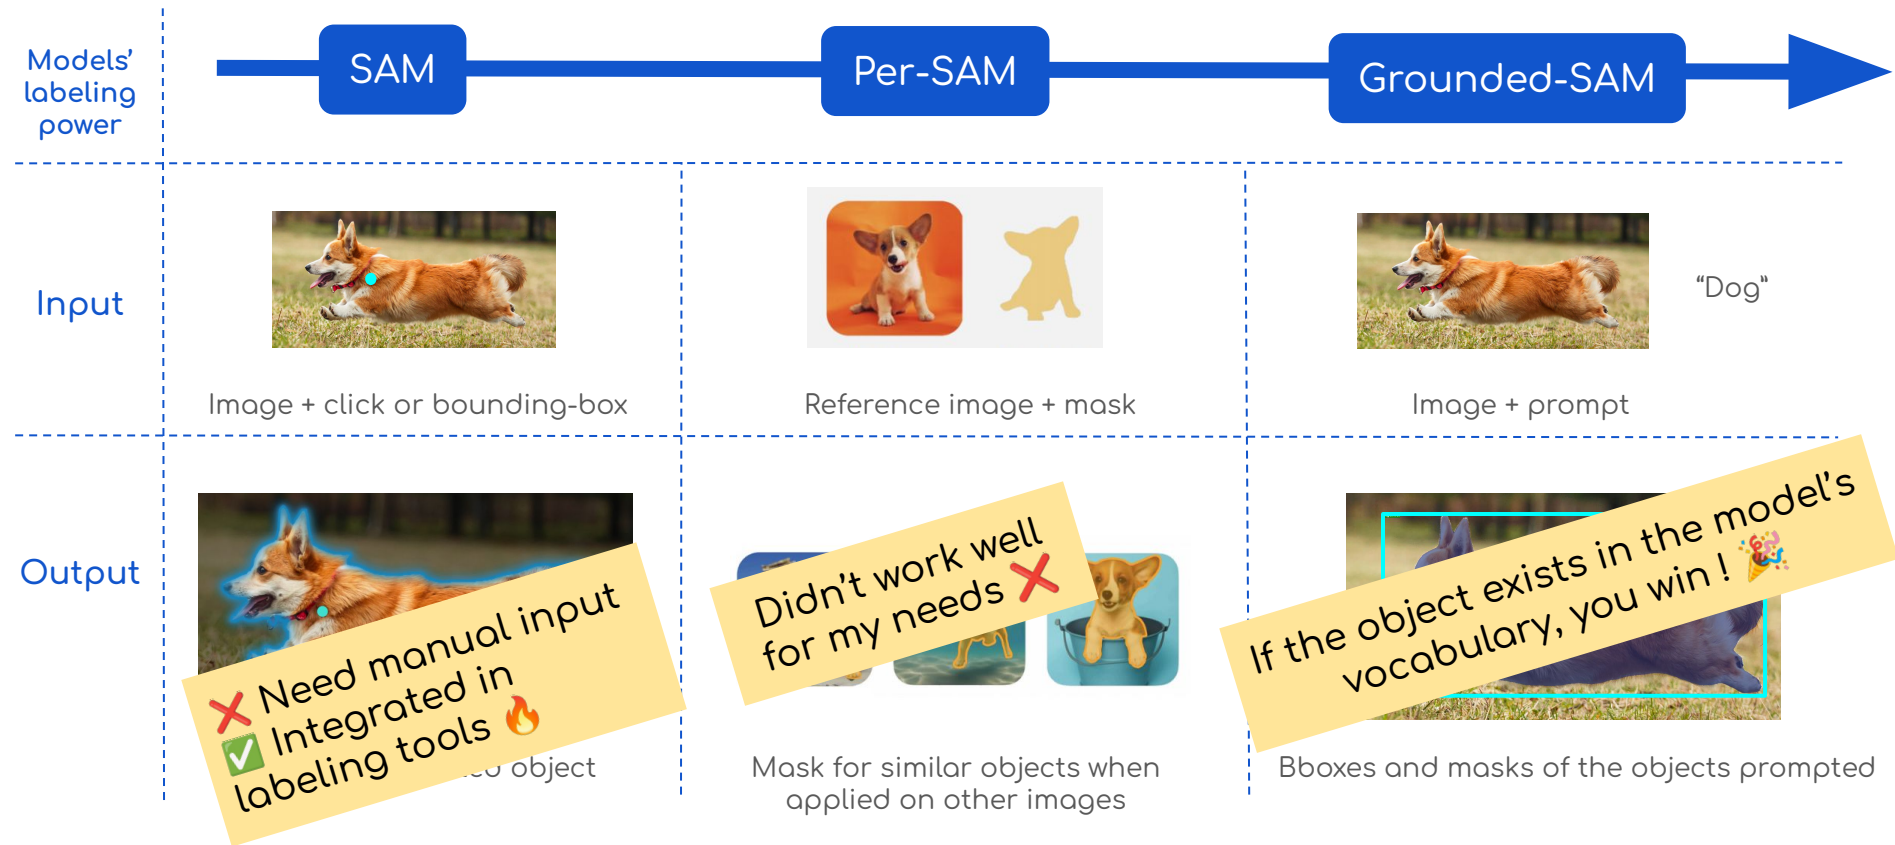 Models’
labeling
power
SAM
Per-SAM
Grounded-SAM
Input
“Dog”
Image + click or bounding-box
Reference image + mask
Image + prompt
Output
❌ Need manual input
✅ Integrated in
labeling tools 🔥
object
Didn’t work well
for my needs ❌
Mask for similar objects when
applied on other images
If the object exists in the model’s
vocabulary, you win ! 🎉
Bboxes and masks of the objects prompted